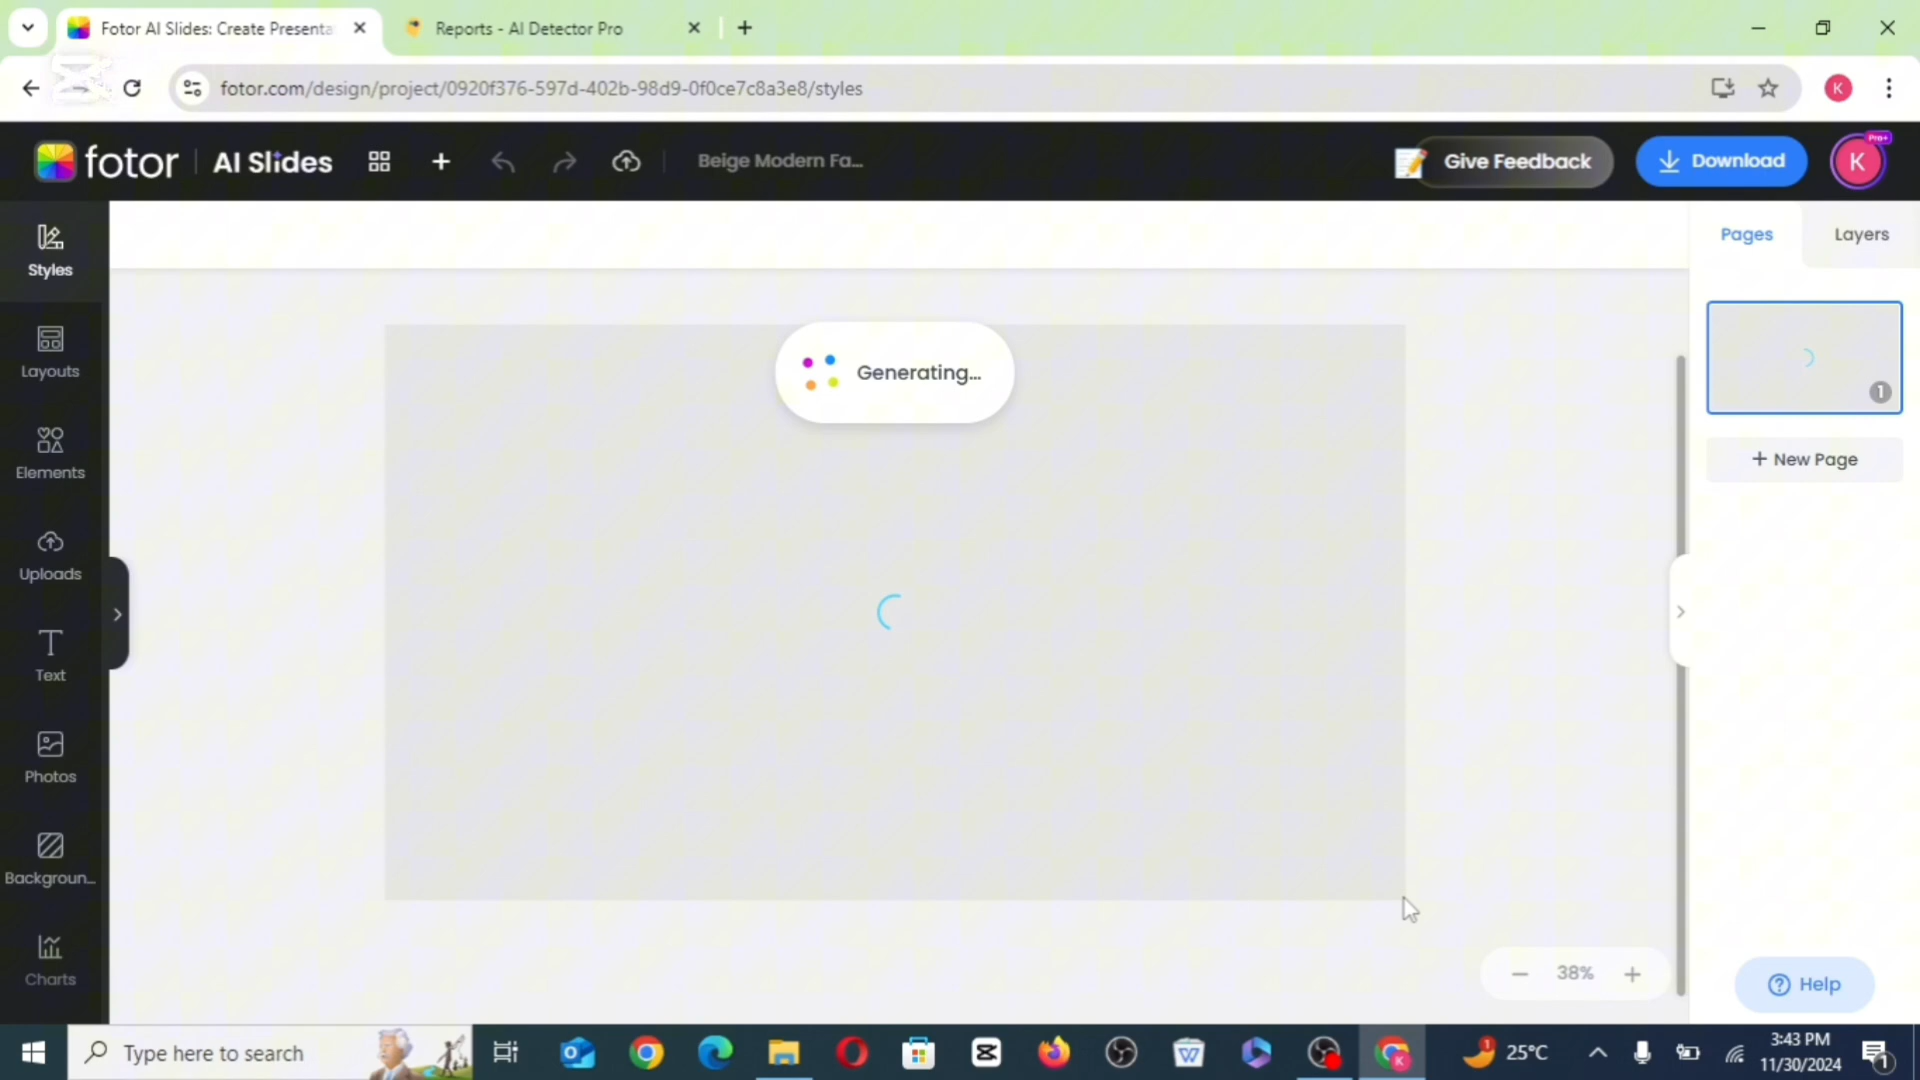 Fotor AI Slides: Create Presenta
Reports - AI Detector Pro
fotor.com/design/project/0920f376-597d-402b-98d9-0f0ce7c8a3e8/styles
K
fotor
AI Slides
Beige Modern Fa...
Give Feedback
Download
K
Pro+
Styles
Layouts
Elements
Uploads
Text
Photos
Backgroun...
Charts
Generating...
38%
Pages
Layers
1
+ New Page
Help
Type here to search
25°C
3:43 PM
11/30/2024
1